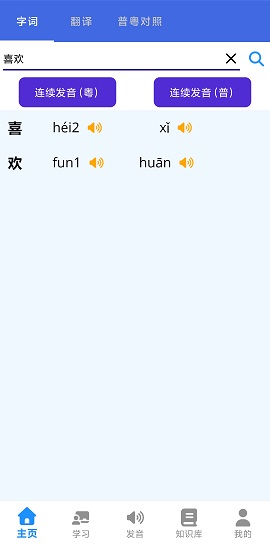 字词 翻译 普粤对照
喜欢
连续发音(粤) 连续发音(普)
喜 héi2 xǐ
欢 fun1 huān
主页 学习 发音 知识库 我的